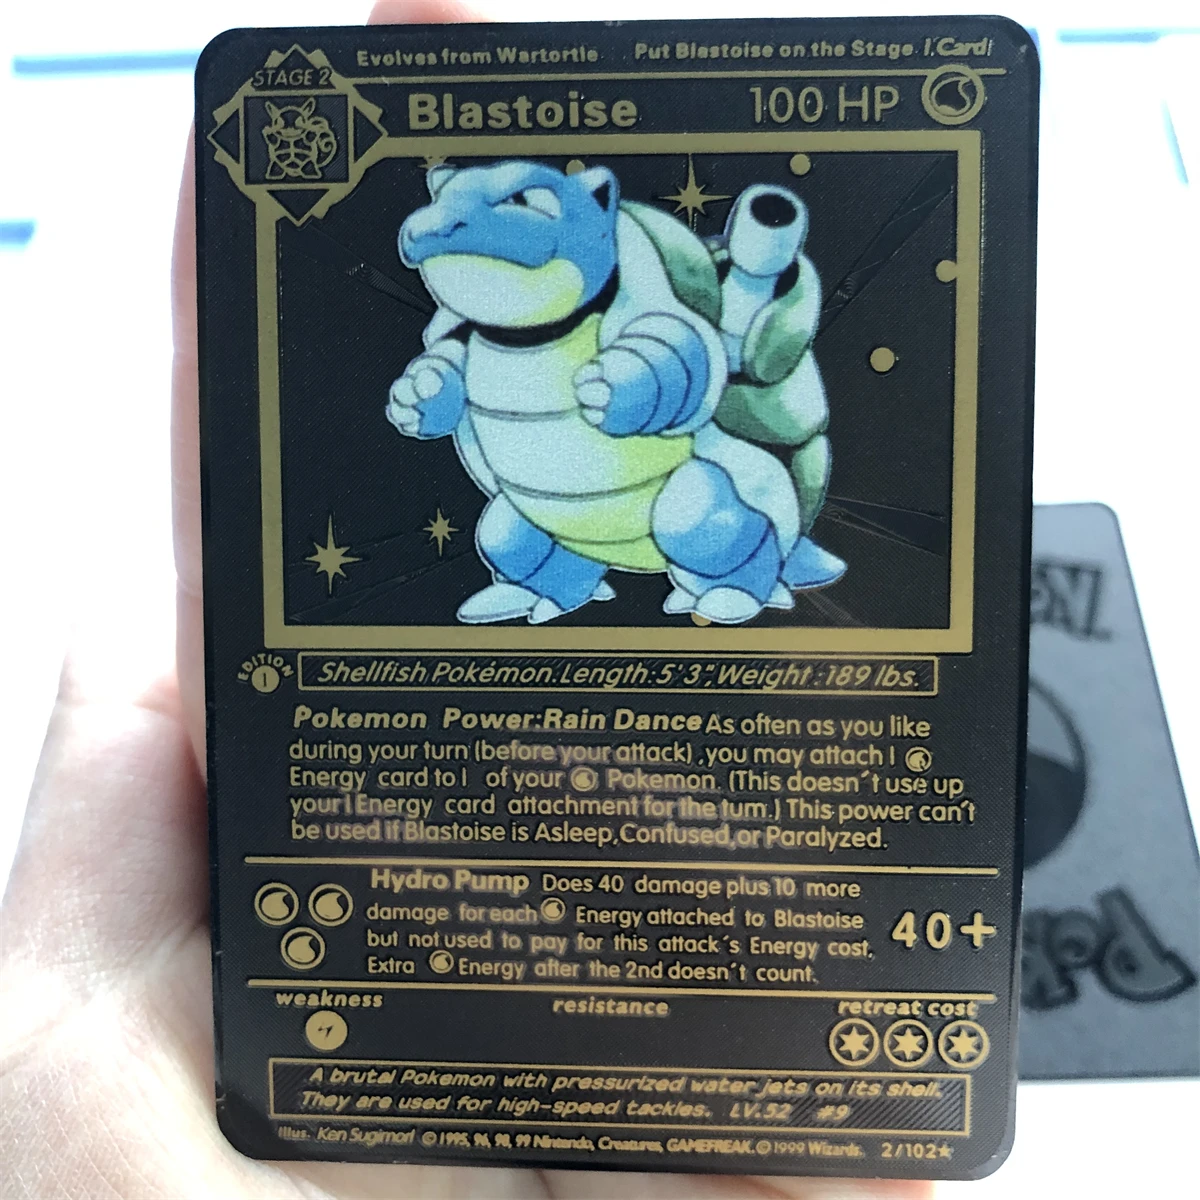 Evolves from Wartortle Put Blastoise on the Stage 1 Card
STAGE 2
Blastoise 100 HP
EDITION
1
Shellfish Pokémon. Length: 5'3", Weight: 189 lbs.
Pokemon Power: Rain Dance As often as you like
during your turn (before your attack), you may attach 1
Energy card to 1 of your Pokemon. (This doesn't use up
your 1 Energy card attachment for the turn.) This power can't
be used if Blastoise is Asleep, Confused, or Paralyzed.
Hydro Pump Does 40 damage plus 10 more
damage for each Energy attached to Blastoise
but not used to pay for this attack's Energy cost,
Extra Energy after the 2nd doesn't count.
40+
weakness resistance retreat cost
A brutal Pokemon with pressurized water jets on its shell.
They are used for high-speed tackles. LV.52 #9
Illus. Ken Sugimori ©1995, 96, 98, 99 Nintendo, Creatures, GAMEFREAK. ©1999 Wizards. 2/102★